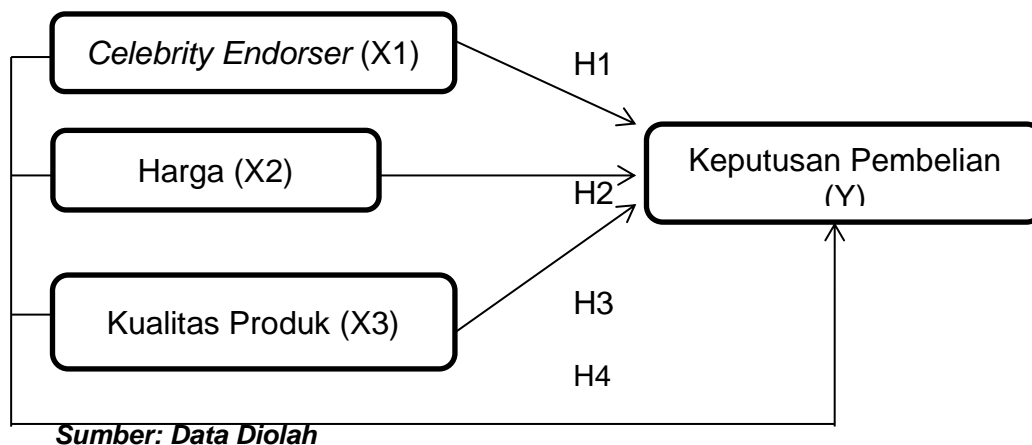 Celebrity Endorser (X1)
H1
Harga (X2)
Keputusan Pembelian
(Y)
H2
Kualitas Produk (X3)
H3
H4
Sumber: Data Diolah